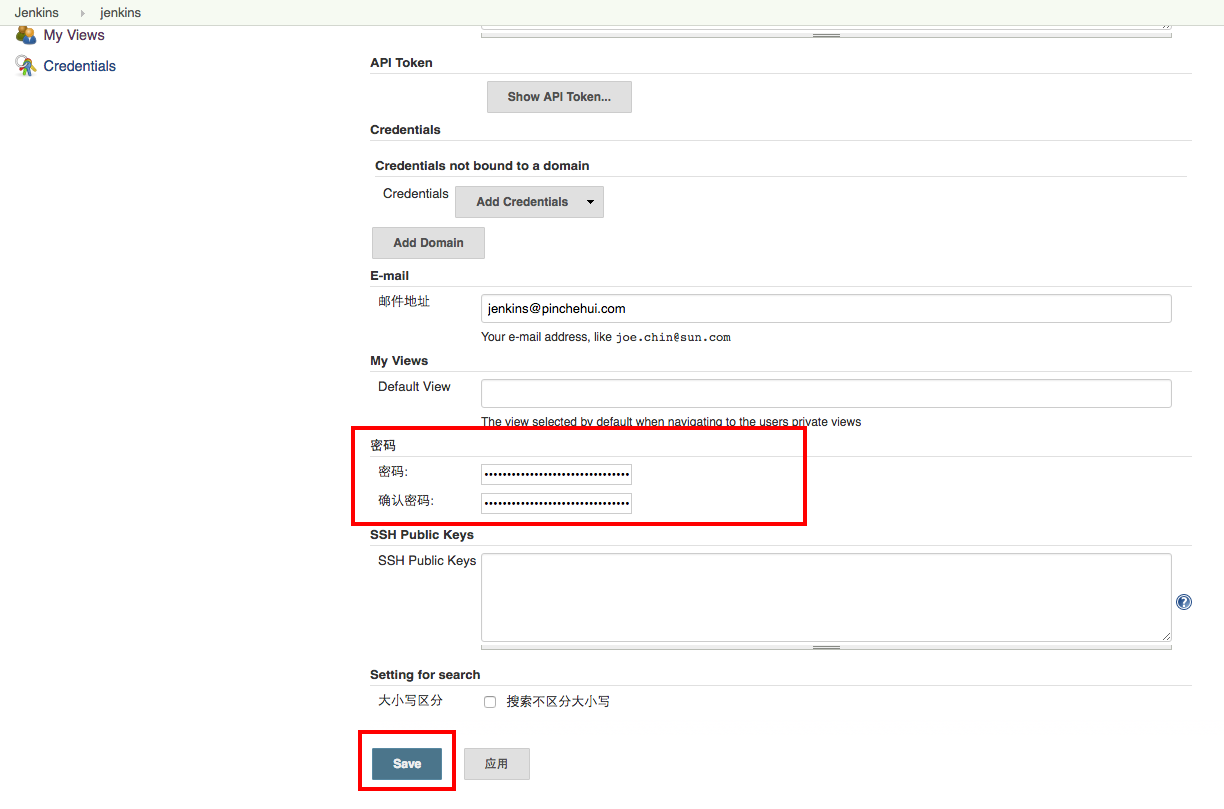 Jenkins jenkins
My Views
Credentials
API Token
Show API Token...
Credentials
Credentials not bound to a domain
Credentials Add Credentials
Add Domain
E-mail
邮件地址 jenkins@pinchehui.com
Your e-mail address, like joe.chin@sun.com
My Views
Default View
The view selected by default when navigating to the users private views
密码
密码:
确认密码:
SSH Public Keys
SSH Public Keys
?
Setting for search
大小写区分 搜索不区分大小写
Save 应用